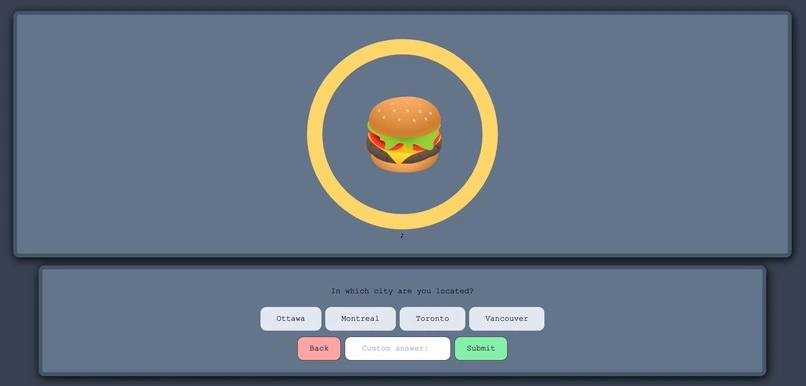 ;
In which city are you located?
Ottawa Montreal Toronto Vancouver
Back Custom answer: Submit